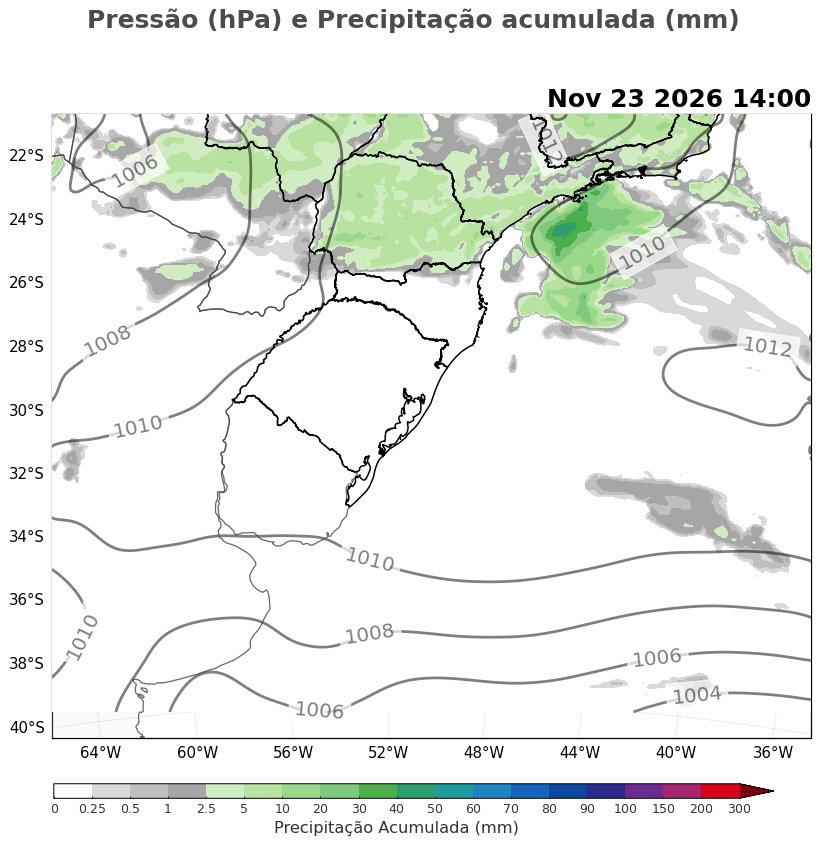 Pressão (hPa) e Precipitação acumulada (mm)
Nov 23 2026 14:00
1012
22°S
1006
24°S
1010
26°S
1008
28°S
1012
30°S
1010
32°S
34°S
1010
36°S
1010
1008
38°S
1006
1006
1004
40°S
64°W 60°W 56°W 52°W 48°W 44°W 40°W 36°W
0 0.25 0.5 1 2.5 5 10 20 30 40 50 60 70 80 90 100 150 200 300
Precipitação Acumulada (mm)